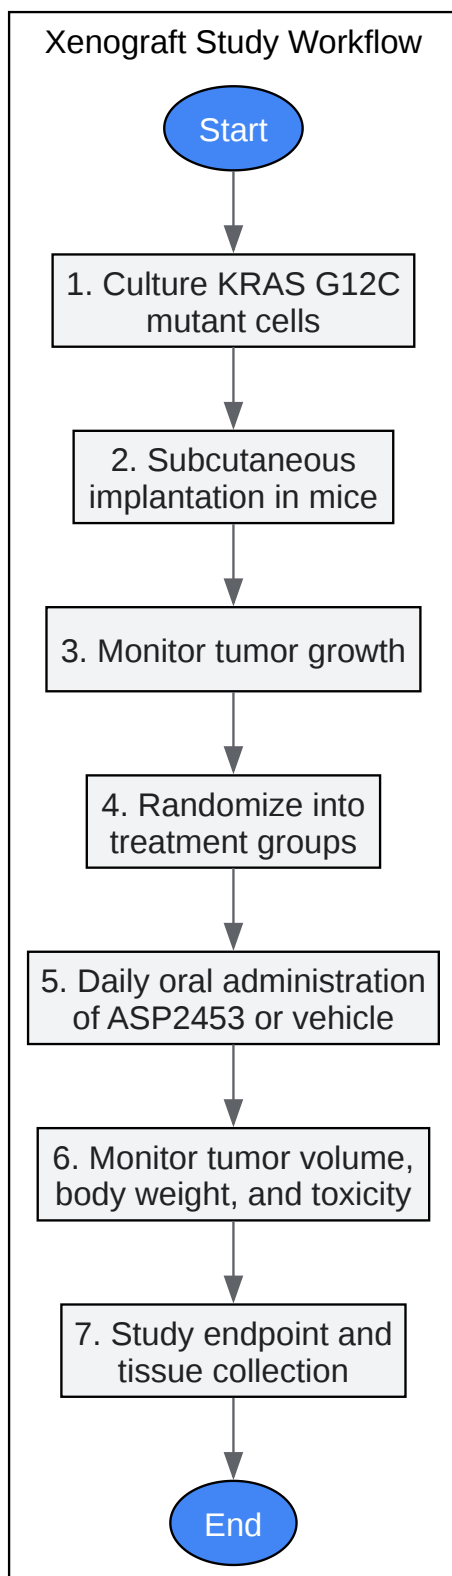 Xenograft Study Workflow
Start
1. Culture KRAS G12C
mutant cells
2. Subcutaneous
implantation in mice
3. Monitor tumor growth
4. Randomize into
treatment groups
5. Daily oral administration
of ASP2453 or vehicle
6. Monitor tumor volume,
body weight, and toxicity
7. Study endpoint and
tissue collection
End